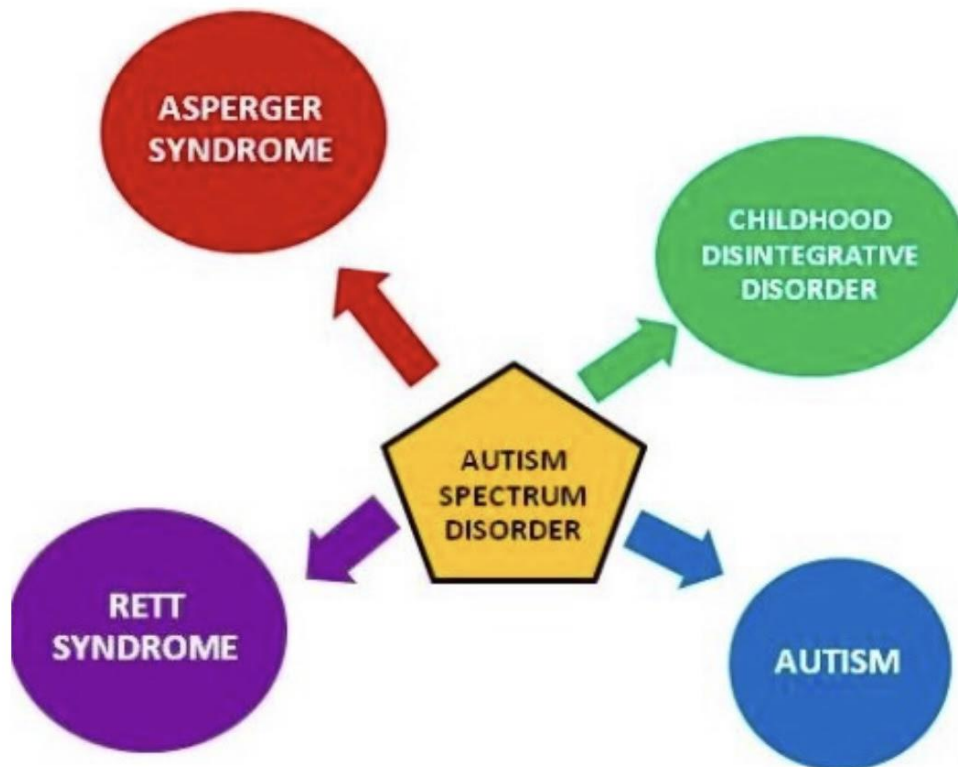 ASPERGER
SYNDROME
CHILDHOOD
DISINTEGRATIVE
DISORDER
AUTISM
SPECTRUM
DISORDER
RETT
SYNDROME
AUTISM